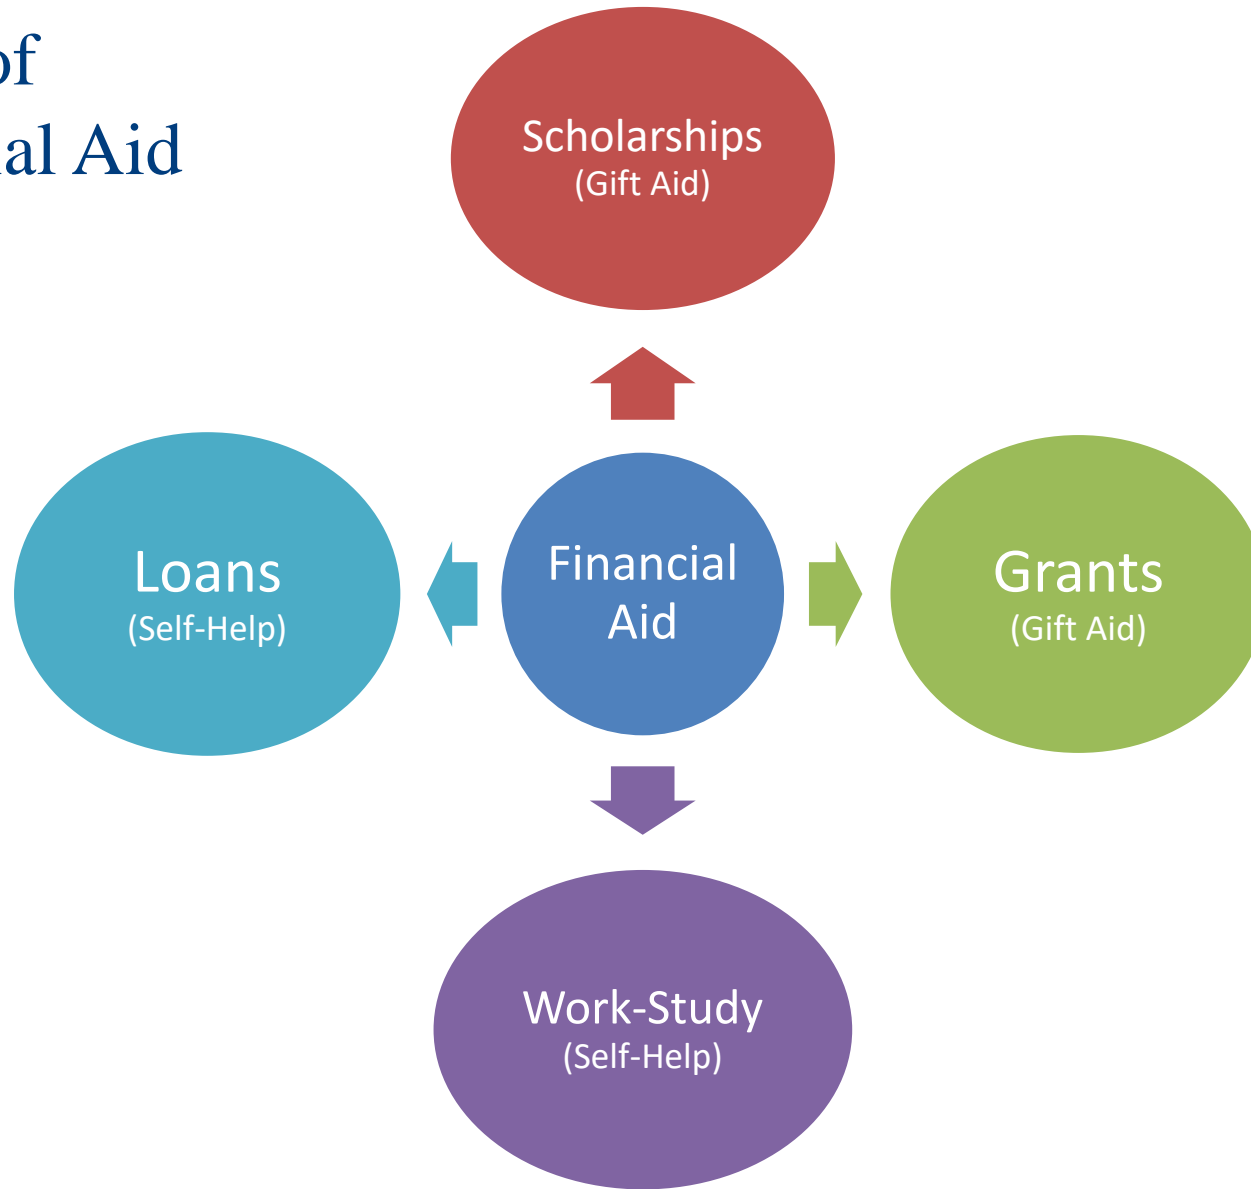 of
al Aid
Scholarships
(Gift Aid)
Loans
(Self-Help)
Financial
Aid
Grants
(Gift Aid)
Work-Study
(Self-Help)